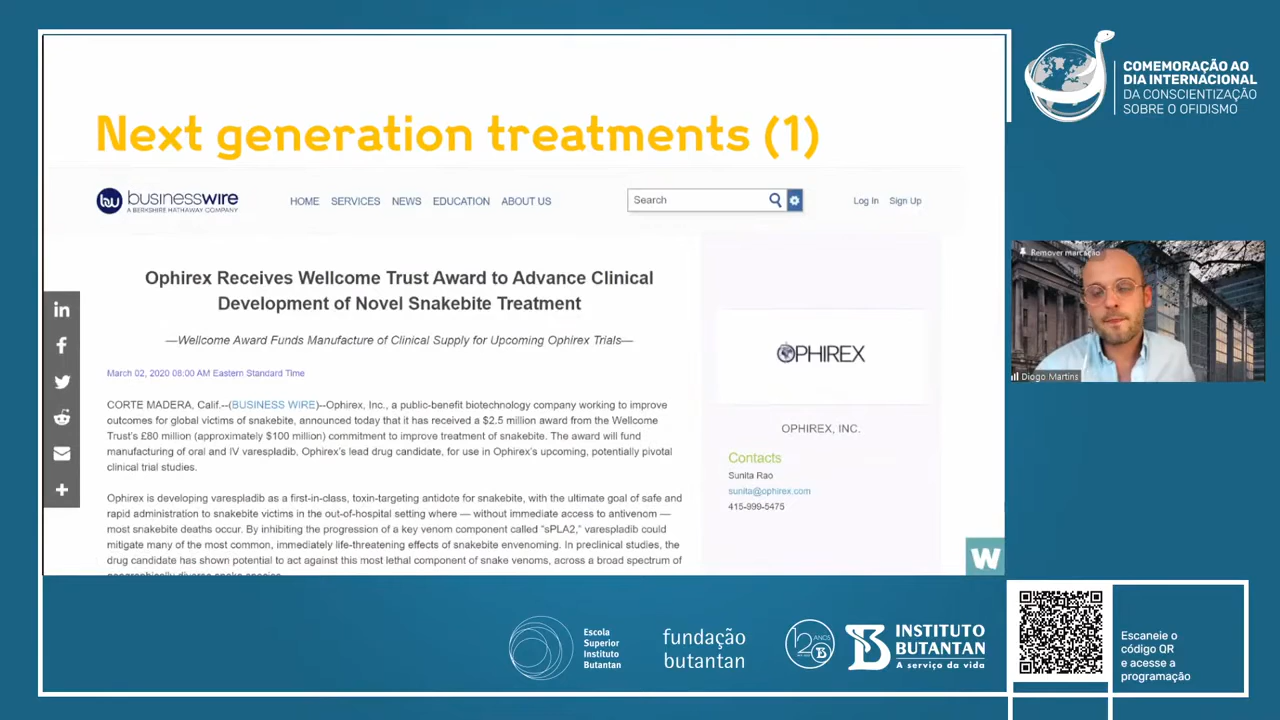 Next generation treatments (1)
businesswire
A BERKSHIRE HATHAWAY COMPANY
HOME SERVICES NEWS EDUCATION ABOUT US
Search
Log In Sign Up
Ophirex Receives Wellcome Trust Award to Advance Clinical
Development of Novel Snakebite Treatment
—Wellcome Award Funds Manufacture of Clinical Supply for Upcoming Ophirex Trials—
March 02, 2020 08:00 AM Eastern Standard Time
CORTE MADERA, Calif.--(BUSINESS WIRE)--Ophirex, Inc., a public-benefit biotechnology company working to improve
outcomes for global victims of snakebite, announced today that it has received a $2.5 million award from the Wellcome
Trust's £80 million (approximately $100 million) commitment to improve treatment of snakebite. The award will fund
manufacturing of oral and IV varespladib, Ophirex's lead drug candidate, for use in Ophirex's upcoming, potentially pivotal
clinical trial studies.
Ophirex is developing varespladib as a first-in-class, toxin-targeting antidote for snakebite, with the ultimate goal of safe and
rapid administration to snakebite victims in the out-of-hospital setting where — without immediate access to antivenom —
most snakebite deaths occur. By inhibiting the progression of a key venom component called "sPLA2," varespladib could
mitigate many of the most common, immediately life-threatening effects of snakebite envenoming. In preclinical studies, the
drug candidate has shown potential to act against this most lethal component of snake venoms, across a broad spectrum of
OPHIREX
OPHIREX, INC.
Contacts
Sunita Rao
sunita@ophirex.com
415-999-5475
W
COMEMORAÇÃO AO
DIA INTERNACIONAL
DA CONSCIENTIZAÇÃO
SOBRE O OFIDISMO
Remover marcação
Diogo Martins
Escola
Superior
Instituto
Butantan
fundação
butantan
120 ANOS
INSTITUTO
BUTANTAN
A serviço da vida
Escaneie o
código QR
e acesse a
programação